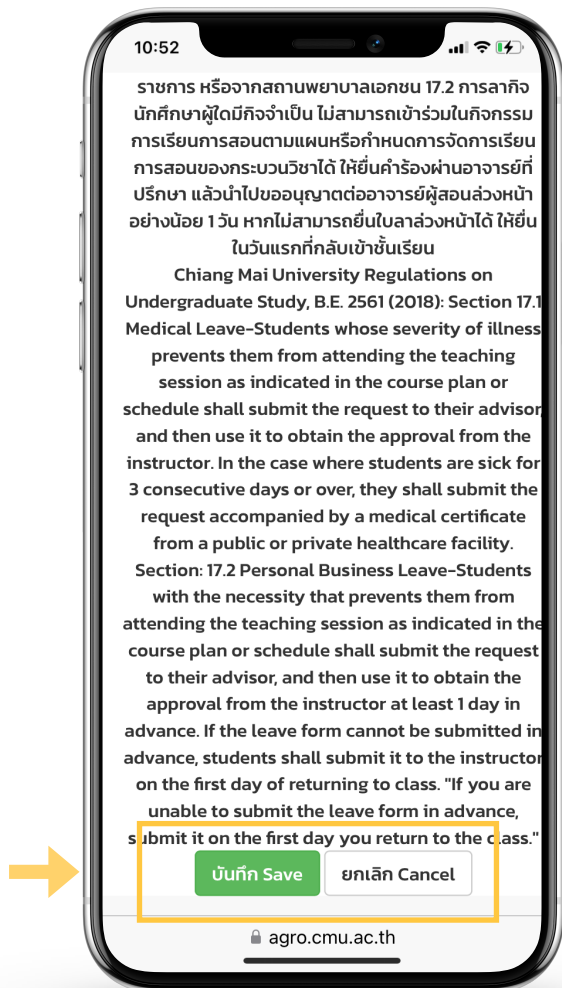 10:52
ราชการ หรือจากสถานพยาบาลเอกชน 17.2 การลากิจ
นักศึกษาผู้ใดมีกิจจำเป็น ไม่สามารถเข้าร่วมในกิจกรรม
การเรียนการสอนตามแผนหรือกำหนดการจัดการเรียน
การสอนของกระบวนวิชาได้ ให้ยื่นคำร้องผ่านอาจารย์ที่
ปรึกษา แล้วนำไปขออนุญาตต่ออาจารย์ผู้สอนล่วงหน้า
อย่างน้อย 1 วัน หากไม่สามารถยื่นใบลาล่วงหน้าได้ ให้ยื่น
ในวันแรกที่กลับเข้าชั้นเรียน
Chiang Mai University Regulations on
Undergraduate Study, B.E. 2561 (2018): Section 17.1
Medical Leave-Students whose severity of illness
prevents them from attending the teaching
session as indicated in the course plan or
schedule shall submit the request to their advisor,
and then use it to obtain the approval from the
instructor. In the case where students are sick for
3 consecutive days or over, they shall submit the
request accompanied by a medical certificate
from a public or private healthcare facility.
Section: 17.2 Personal Business Leave-Students
with the necessity that prevents them from
attending the teaching session as indicated in the
course plan or schedule shall submit the request
to their advisor, and then use it to obtain the
approval from the instructor at least 1 day in
advance. If the leave form cannot be submitted in
advance, students shall submit it to the instructor
on the first day of returning to class. "If you are
unable to submit the leave form in advance,
submit it on the first day you return to the class."
บันทึก Save ยกเลิก Cancel
agro.cmu.ac.th